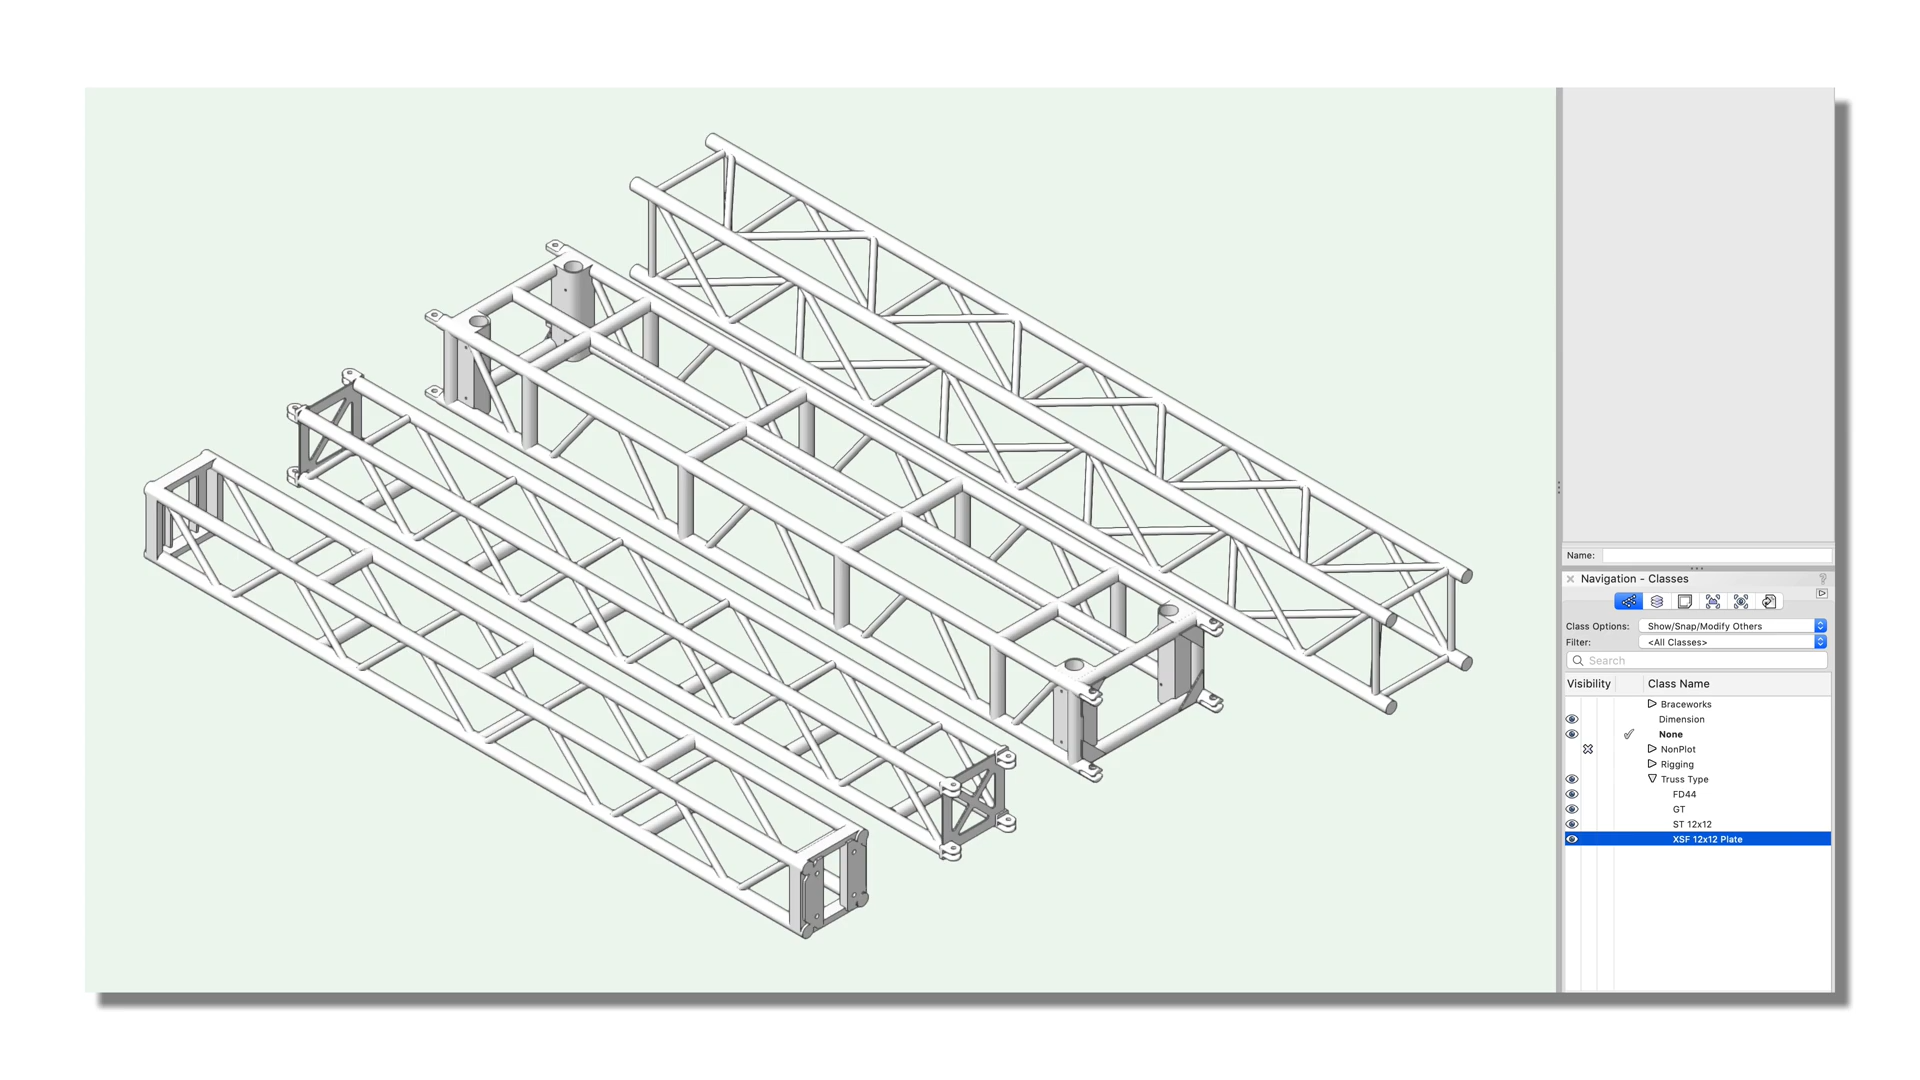 Name:
Navigation - Classes
?
Class Options: Show/Snap/Modify Others
Filter: <All Classes>
Search
Visibility Class Name
Braceworks
Dimension
None
NonPlot
Rigging
Truss Type
FD44
GT
ST 12x12
XSF 12x12 Plate